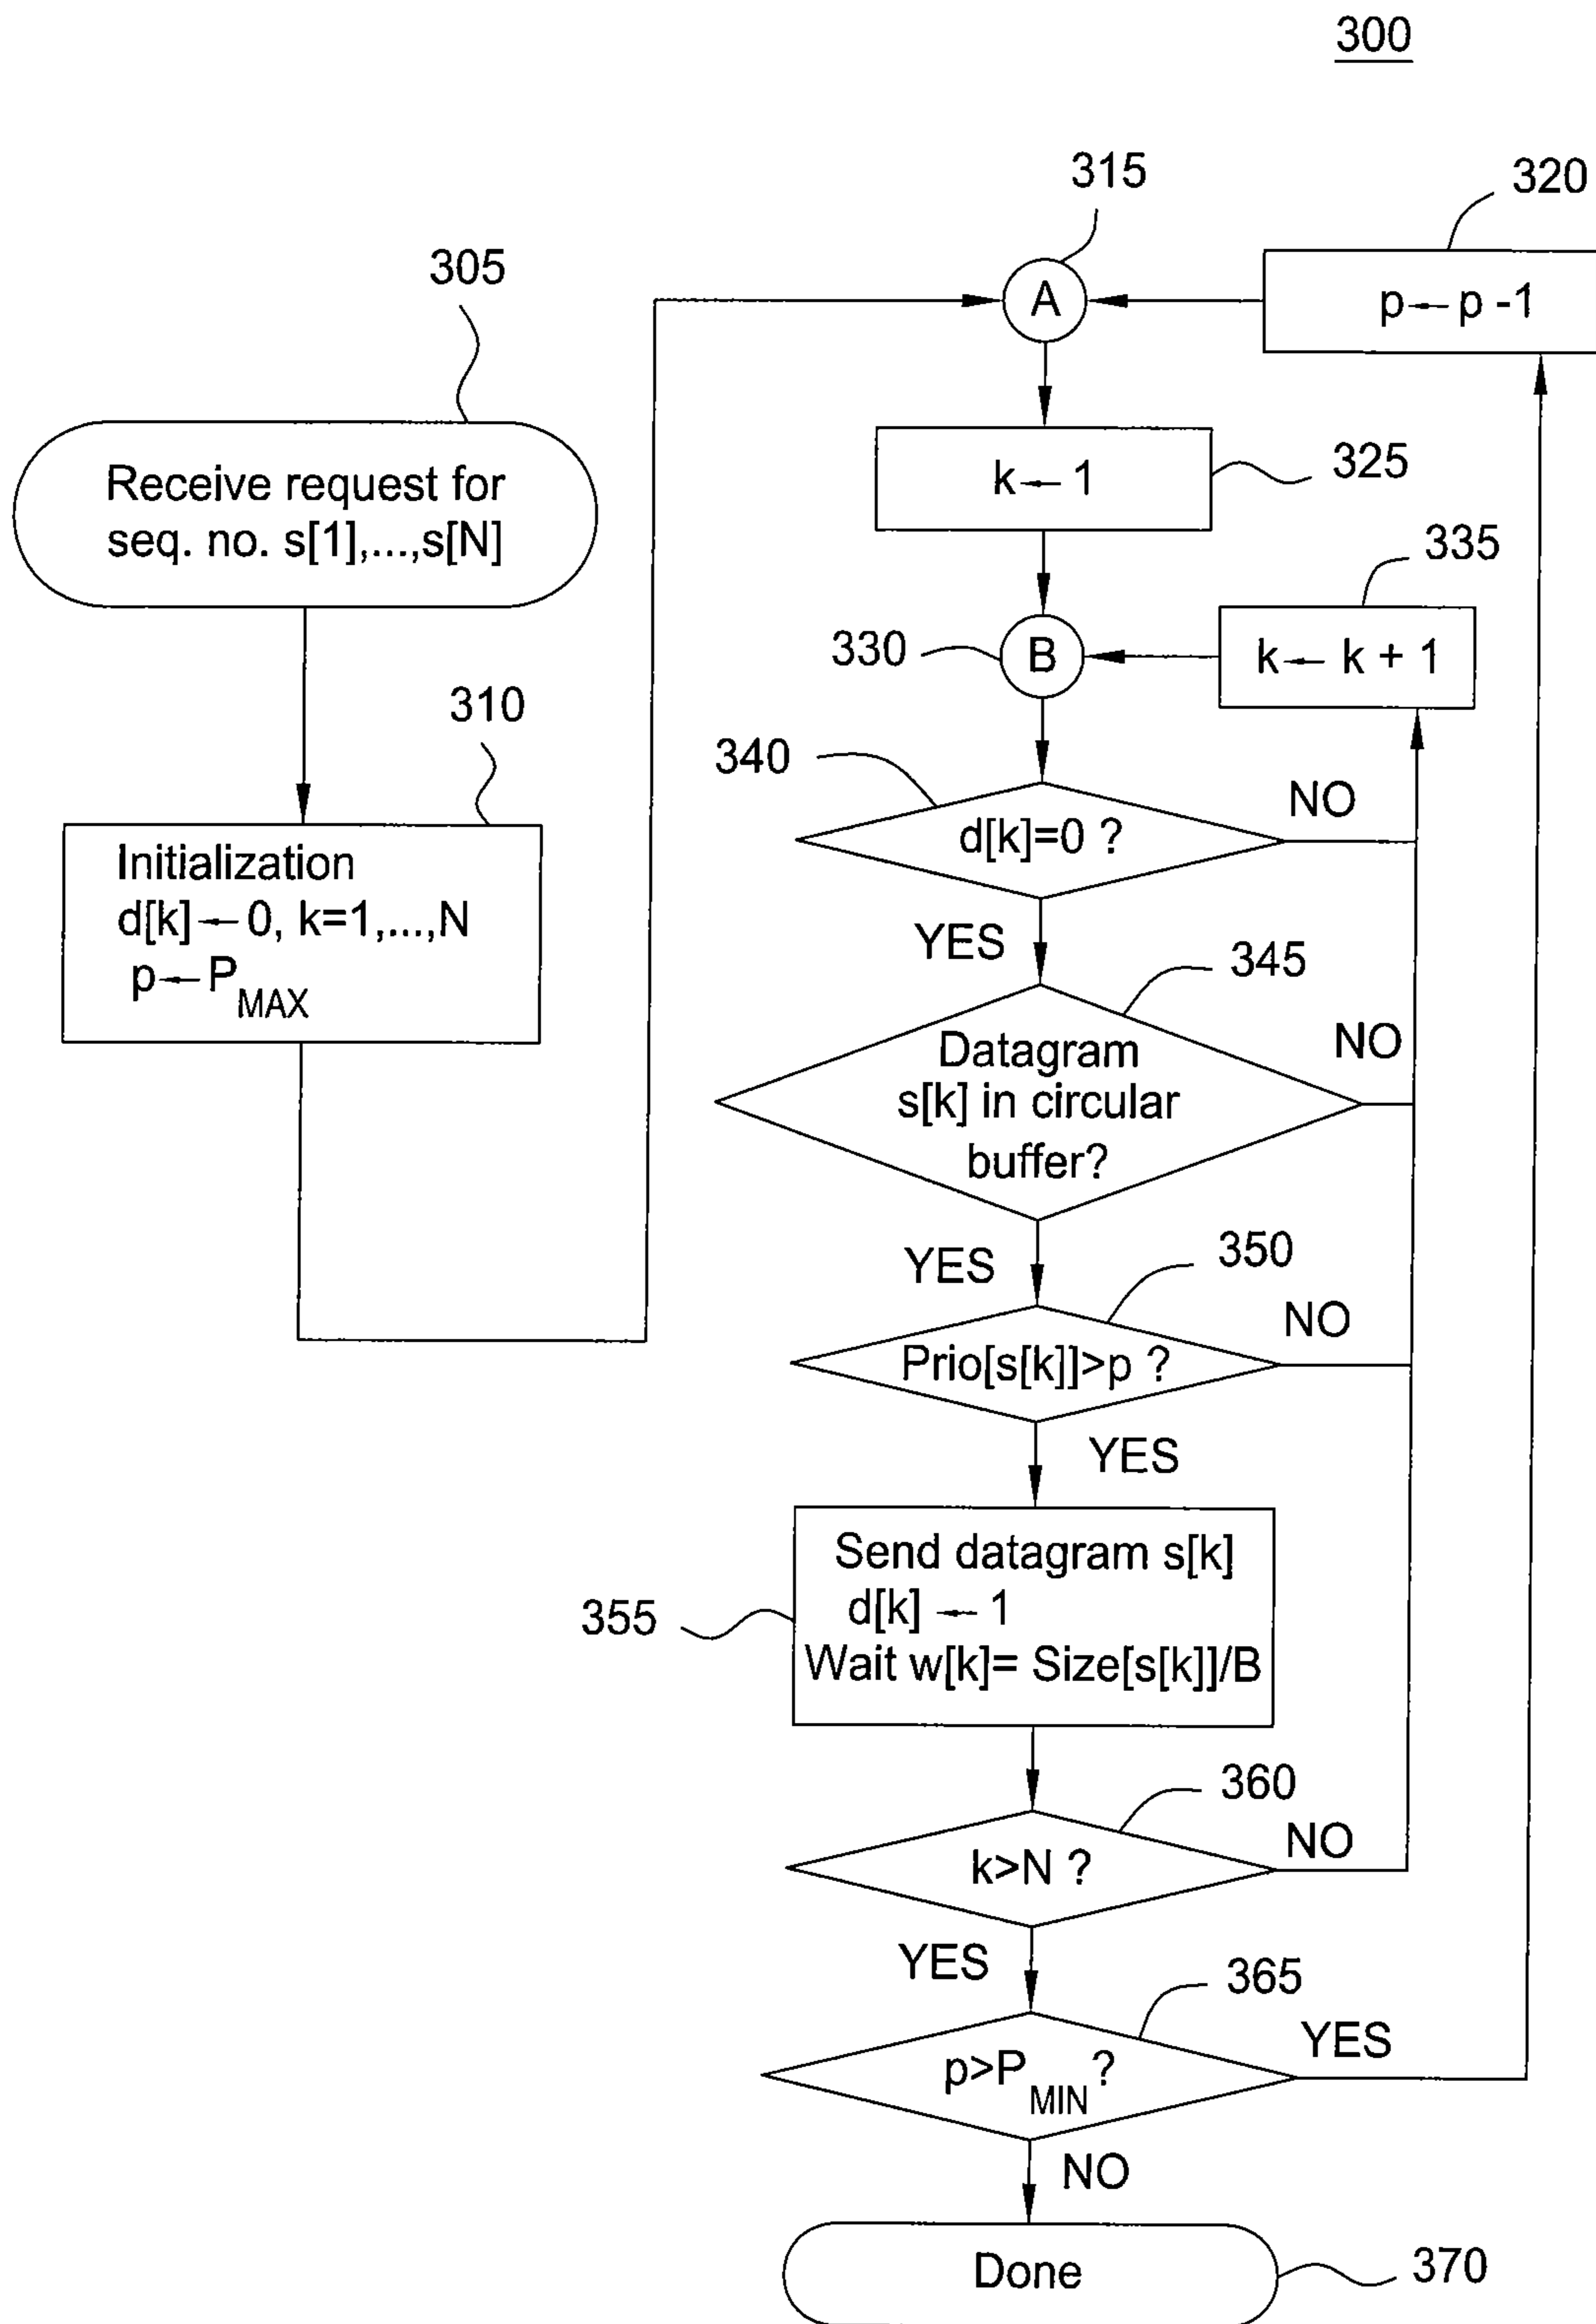 300
315
320
305
A
p←p -1
Receive request for
seq. no. s[1],...,s[N]
k←1
325
335
330
B
k←k + 1
310
Initialization
d[k]←0, k=1,...,N
p←P MAX
340
d[k]=0 ?
NO
YES
345
Datagram
s[k] in circular
buffer?
NO
YES
350
Prio[s[k]]>p ?
NO
YES
355
Send datagram s[k]
d[k] ← 1
Wait w[k]= Size[s[k]]/B
360
k>N ?
NO
YES
365
p>P MIN ?
YES
NO
Done
370